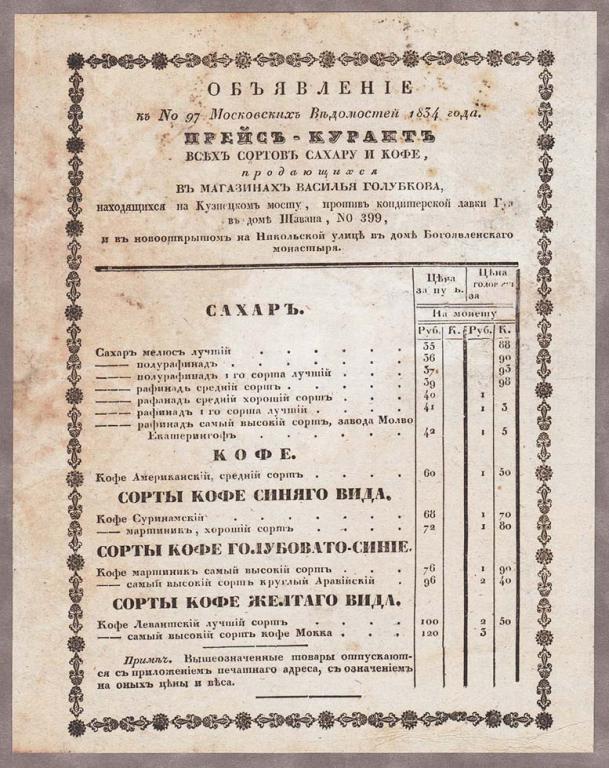 ОБЪЯВЛЕНІЕ
къ No 97 Московскихъ Вѣдомостей 1834 года.
ПРЕЙСЪ-КУРАКТЪ
ВСѢХЪ СОРТОВЪ САХАРУ И КОФЕ,
продающихся
ВЪ МАГАЗИНАХЪ ВАСИЛЬЯ ГОЛУБКОВА,
находящихся на Кузнецкомъ мосту, противъ кондитерской лавки
въ домѣ Шавана, NO 399,
и въ новооткрытомъ на Никольской улицѣ въ домѣ Богоявленскаго
монастыря.
Цѣна Цѣна
за за
На монету
САХАРЪ.
Руб. К. Руб. К.
Сахаръ мелюсъ лучшій . . . . . . 35 88
—— полурафинадъ . . . . . . 36 90
—— полурафинадъ 1 го сорта лучшій . . . 37 93
—— рафинадъ средній сортъ . . . . . 39 98
—— рафанадъ средній хорошій сортъ . . . 40 1
—— рафинадъ 1 го сорта лучшій . . . . 41 1 3
—— рафинадъ самый высокій сортъ, завода Молво
Екатерингофъ . . . . . 42 1 5
КОФЕ.
Кофе Американскій, средній сортъ . . . . 60 1 50
СОРТЫ КОФЕ СИНЯГО ВИДА.
Кофе Суринамскій . . . . . 68 1 70
—— мартиникъ, хорошій сортъ . . . . 72 1 80
СОРТЫ КОФЕ ГОЛУБОВАТО-СИНІЕ.
Кофе мартиникъ самый высокій сортъ . . . 76 1 90
—— самый высокій сортъ круглый Аравійскій . 96 2 40
СОРТЫ КОФЕ ЖЕЛТАГО ВИДА.
Кофе Левантскій лучшій сортъ . . . . 100 2 50
—— самый высокій сортъ кофе Мокка . . . 120 3
Примѣч. Вышеозначенные товары отпускают-
ся съ приложеніемъ печатнаго адреса, съ означеніемъ
на оныхъ цѣны и вѣса.